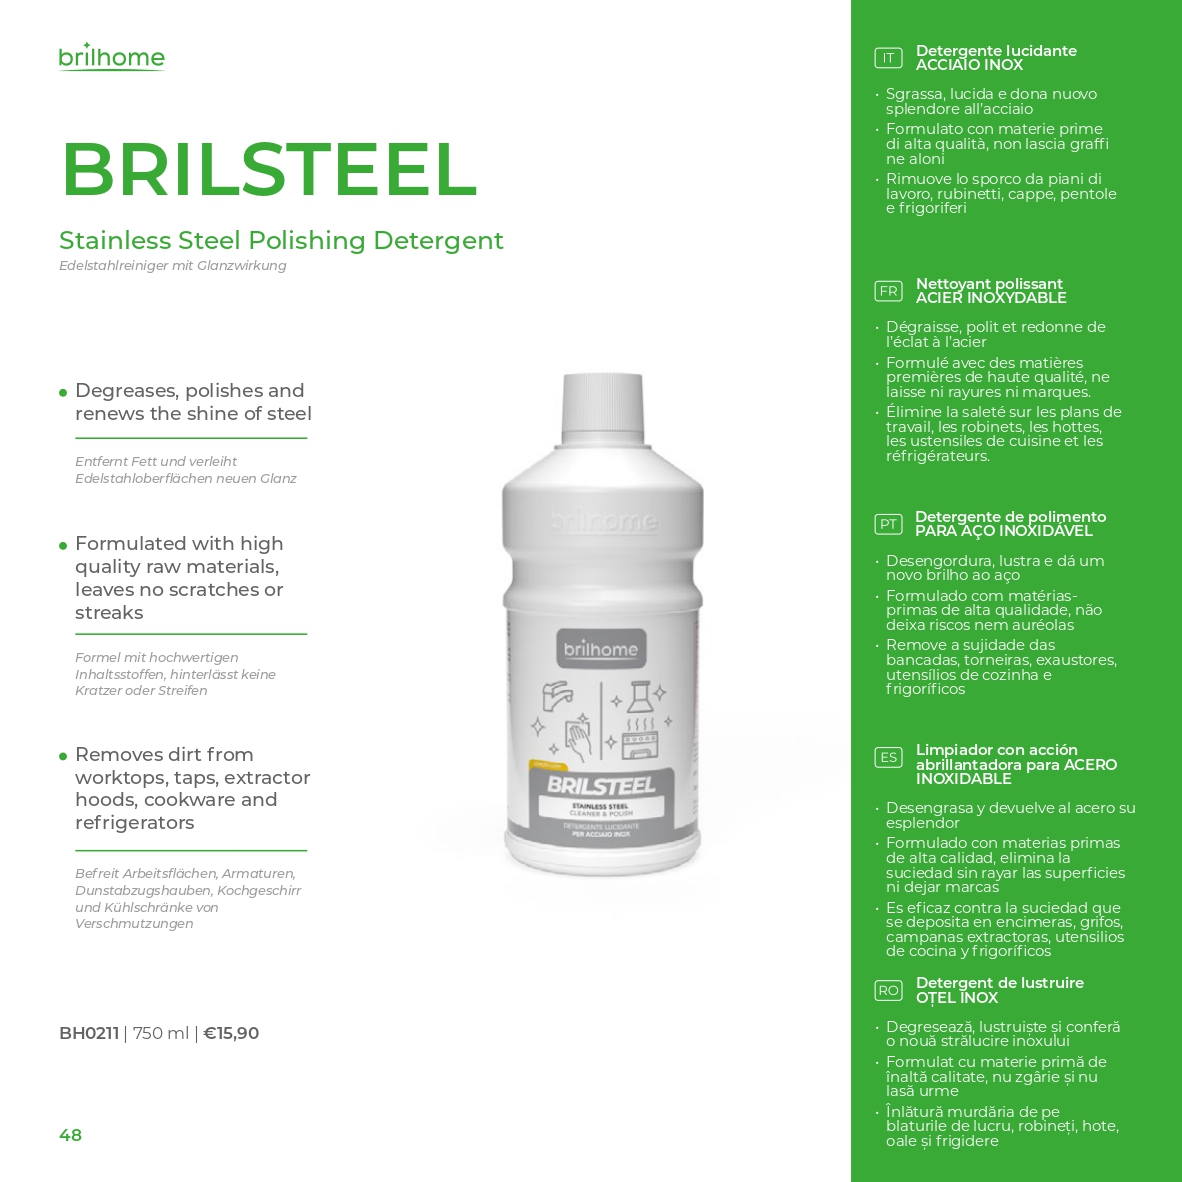 brilhome
BRILSTEEL
Stainless Steel Polishing Detergent
Edelstahlreiniger mit Glanzwirkung
• Degreases, polishes and
renews the shine of steel
Entfernt Fett und verleiht
Edelstahloberflächen neuen Glanz
• Formulated with high
quality raw materials,
leaves no scratches or
streaks
Formel mit hochwertigen
Inhaltsstoffen, hinterlässt keine
Kratzer oder Streifen
• Removes dirt from
worktops, taps, extractor
hoods, cookware and
refrigerators
Befreit Arbeitsflächen, Armaturen,
Dunstabzugshauben, Kochgeschirr
und Kühlschränke von
Verschmutzungen
BH0211 | 750 ml | €15,90
48
brilhome
brilhome
BRILSTEEL
STAINLESS STEEL
CLEANER & POLISH
DETERGENTE LUCIDANTE
PER ACCIAIO INOX
IT
Detergente lucidante
ACCIAIO INOX
• Sgrassa, lucida e dona nuovo
splendore all'acciaio
• Formulato con materie prime
di alta qualità, non lascia graffi
ne aloni
• Rimuove lo sporco da piani di
lavoro, rubinetti, cappe, pentole
e frigoriferi
FR
Nettoyant polissant
ACIER INOXYDABLE
• Dégraisse, polit et redonne de
l'éclat à l'acier
• Formulé avec des matières
premières de haute qualité, ne
laisse ni rayures ni marques.
• Élimine la saleté sur les plans de
travail, les robinets, les hottes,
les ustensiles de cuisine et les
réfrigérateurs.
PT
Detergente de polimento
PARA AÇO INOXIDÁVEL
• Desengordura, lustra e dá um
novo brilho ao aço
• Formulado com matérias-
primas de alta qualidade, não
deixa riscos nem auréolas
• Remove a sujidade das
bancadas, torneiras, exaustores,
utensílios de cozinha e
frigoríficos
ES
Limpiador con acción
abrillantadora para ACERO
INOXIDABLE
• Desengrasa y devuelve al acero su
esplendor
• Formulado con materias primas
de alta calidad, elimina la
suciedad sin rayar las superficies
ni dejar marcas
• Es eficaz contra la suciedad que
se deposita en encimeras, grifos,
campanas extractoras, utensilios
de cocina y frigoríficos
RO
Detergent de lustruire
OȚEL INOX
• Degresează, lustruiște si conferă
o nouă strălucire inoxului
• Formulat cu materie primă de
înaltă calitate, nu zgârie și nu
lasă urme
• Înlătură murdăria de pe
blaturile de lucru, robineți, hote,
oale și frigidere